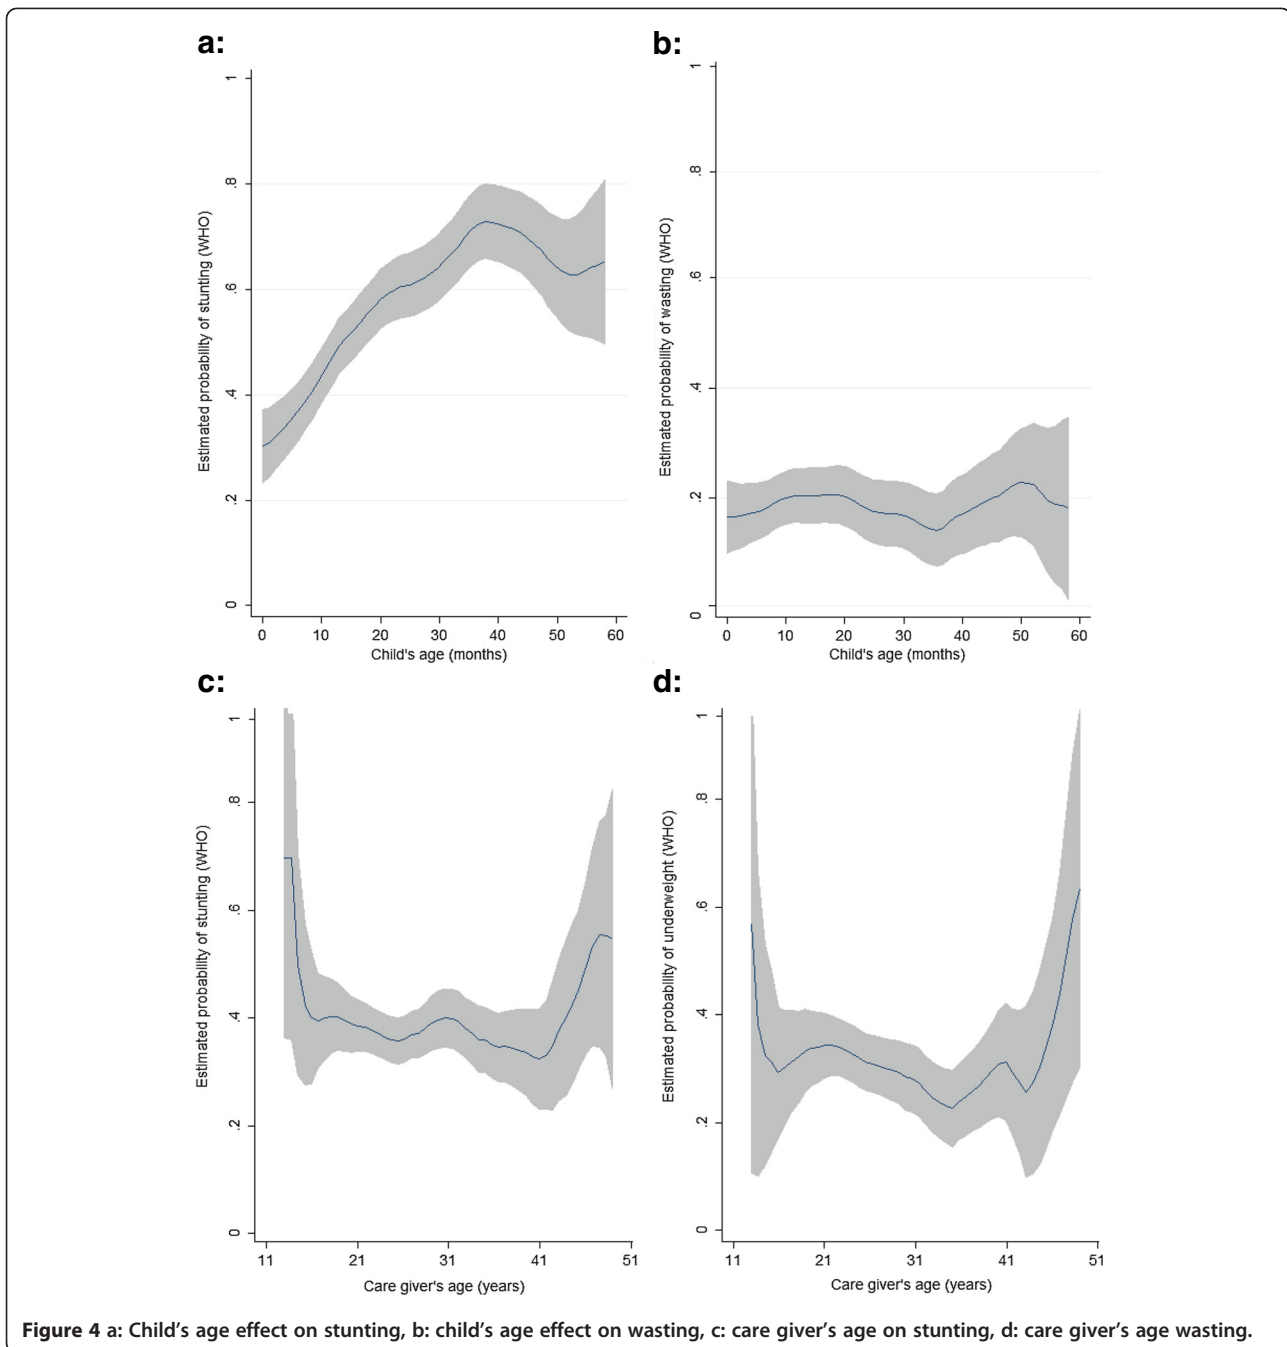 a:
Estimated probability of stunting (WHO)
1
.8
.6
.4
.2
0
0 10 20 30 40 50 60
Child's age (months)
b:
Estimated probability of wasting (WHO)
1
.8
.6
.4
.2
0
0 10 20 30 40 50 60
Child's age (months)
c:
Estimated probability of stunting (WHO)
1
.8
.6
.4
.2
0
11 21 31 41 51
Care giver's age (years)
d:
Estimated probability of underweight (WHO)
1
.8
.6
.4
.2
0
11 21 31 41 51
Care giver's age (years)
Figure 4 a: Child's age effect on stunting, b: child's age effect on wasting, c: care giver's age on stunting, d: care giver's age wasting.